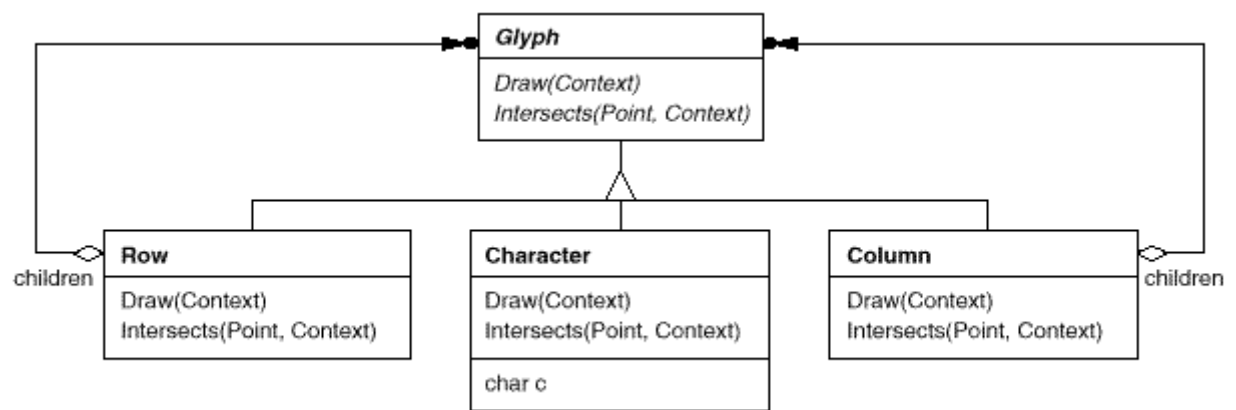 Glyph
Draw(Context)
Intersects(Point, Context)
children
Row
Draw(Context)
Intersects(Point, Context)
Character
Draw(Context)
Intersects(Point, Context)
char c
Column
Draw(Context)
Intersects(Point, Context)
children